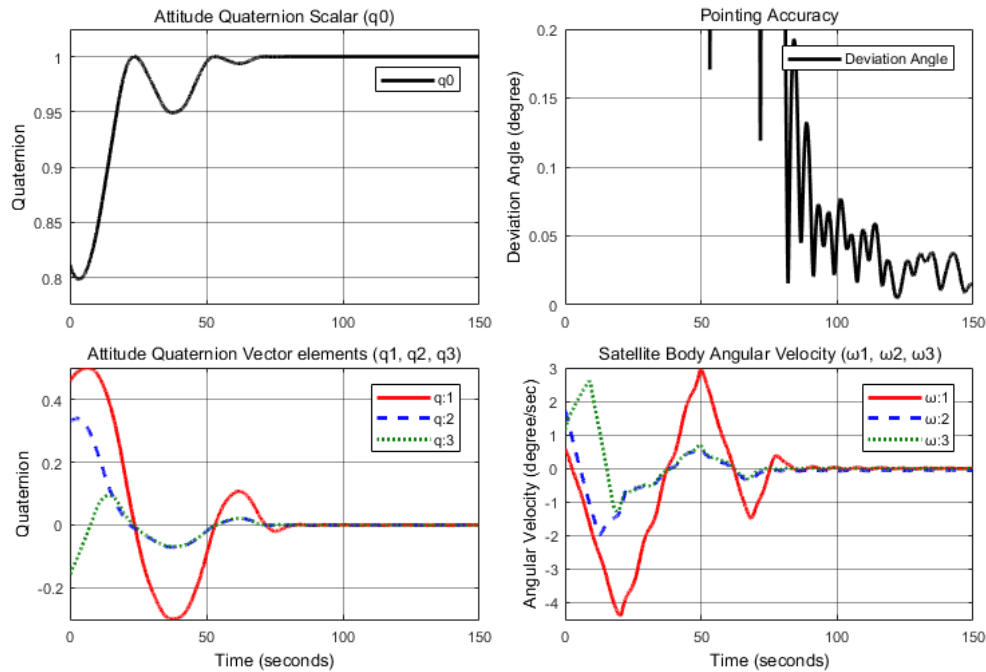 Attitude Quaternion Scalar (q0)
Quaternion
1
0.95
0.9
0.85
0.8
0
50
100
150
q0
Pointing Accuracy
Deviation Angle (degree)
0.2
0.15
0.1
0.05
0
0
50
100
150
Deviation Angle
Attitude Quaternion Vector elements (q1, q2, q3)
Quaternion
0.4
0.2
0
-0.2
0
50
100
150
Time (seconds)
q:1
q:2
q:3
Satellite Body Angular Velocity (ω1, ω2, ω3)
Angular Velocity (degree/sec)
3
2
1
0
-1
-2
-3
-4
0
50
100
150
Time (seconds)
ω:1
ω:2
ω:3